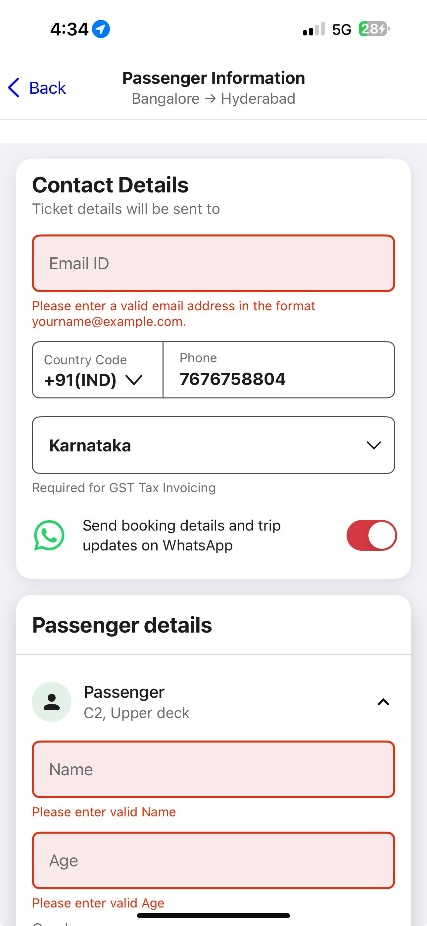 4:34
5G
28
Back
Passenger Information
Bangalore → Hyderabad
Contact Details
Ticket details will be sent to
Email ID
Please enter a valid email address in the format
yourname@example.com.
Country Code
+91(IND)
Phone
7676758804
Karnataka
Required for GST Tax Invoicing
Send booking details and trip
updates on WhatsApp
Passenger details
Passenger
C2, Upper deck
Name
Please enter valid Name
Age
Please enter valid Age